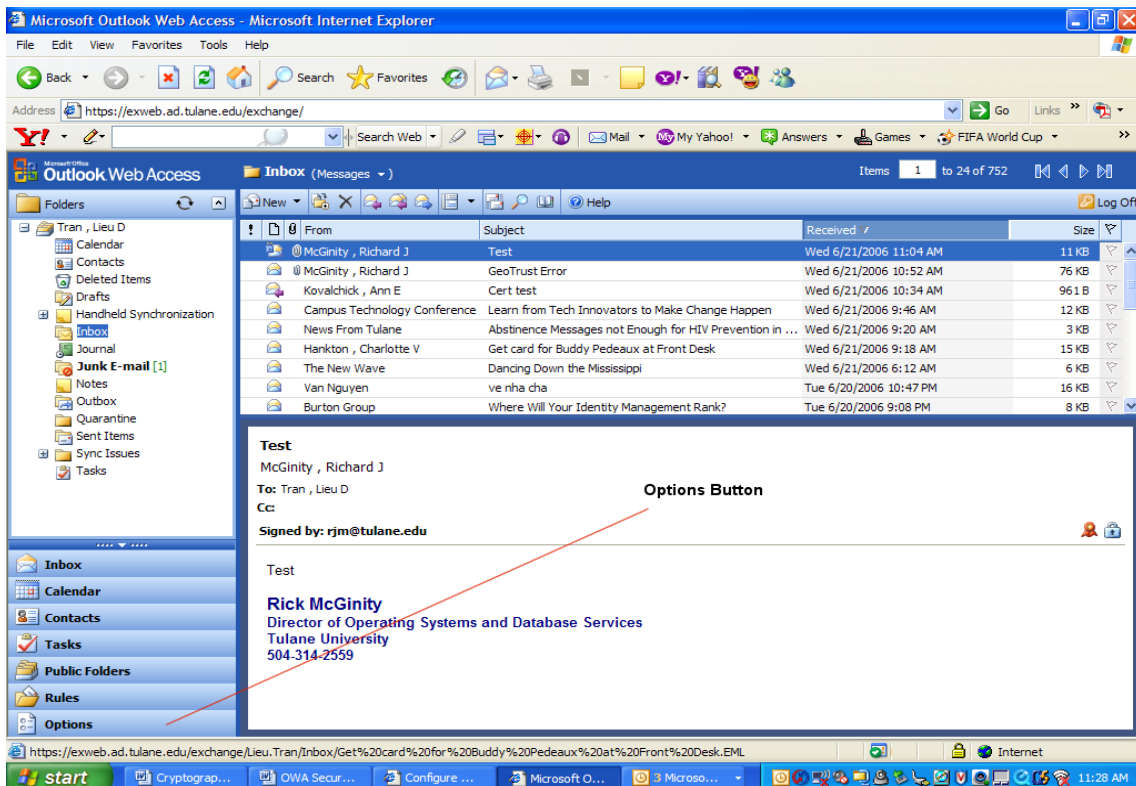 Microsoft Outlook Web Access - Microsoft Internet Explorer
File Edit View Favorites Tools Help
Back Search Favorites
Address https://exweb.ad.tulane.edu/exchange/ Go Links »
Y! Search Web Mail My My Yahoo! Answers Games FIFA World Cup »
Microsoft Office
Outlook Web Access
Inbox (Messages) Items 1 to 24 of 752
Folders
New Help Log Off
! From Subject Received Size
McGinity , Richard J Test Wed 6/21/2006 11:04 AM 11 KB
McGinity , Richard J GeoTrust Error Wed 6/21/2006 10:52 AM 76 KB
Kovalchick , Ann E Cert test Wed 6/21/2006 10:34 AM 961 B
Campus Technology Conference Learn from Tech Innovators to Make Change Happen Wed 6/21/2006 9:46 AM 12 KB
News From Tulane Abstinence Messages not Enough for HIV Prevention in ... Wed 6/21/2006 9:20 AM 3 KB
Hankton , Charlotte V Get card for Buddy Pedeaux at Front Desk Wed 6/21/2006 9:18 AM 15 KB
The New Wave Dancing Down the Mississippi Wed 6/21/2006 6:12 AM 6 KB
Van Nguyen ve nha cha Tue 6/20/2006 10:47 PM 16 KB
Burton Group Where Will Your Identity Management Rank? Tue 6/20/2006 9:08 PM 8 KB
Tran , Lieu D
Calendar
Contacts
Deleted Items
Drafts
Handheld Synchronization
Inbox
Journal
Junk E-mail [1]
Notes
Outbox
Quarantine
Sent Items
Sync Issues
Tasks
Test
McGinity , Richard J
To: Tran , Lieu D
Cc:
Signed by: rjm@tulane.edu
Options Button
Test
Rick McGinity
Director of Operating Systems and Database Services
Tulane University
504-314-2559
Inbox
Calendar
Contacts
Tasks
Public Folders
Rules
Options
https://exweb.ad.tulane.edu/exchange/Lieu.Tran/Inbox/Get%20card%20for%20Buddy%20Pedeaux%20at%20Front%20Desk.EML Internet
start Cryptograp... OWA Secur... Configure ... Microsoft O... 3 Microso... 11:28 AM